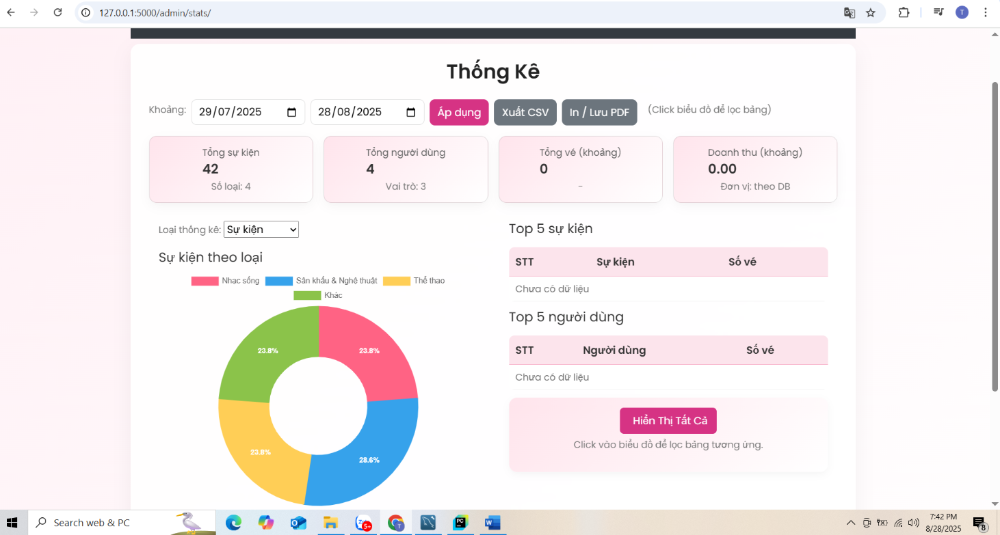 127.0.0.1:5000/admin/stats/
T
Thống Kê
Khoảng: 29/07/2025 28/08/2025 Áp dụng Xuất CSV In / Lưu PDF (Click biểu đồ để lọc bảng)
Tổng sự kiện
42
Số loại: 4
Tổng người dùng
4
Vai trò: 3
Tổng vé (khoảng)
0
-
Doanh thu (khoảng)
0.00
Đơn vị: theo DB
Loại thống kê: Sự kiện
Sự kiện theo loại
Nhạc sống Sân khấu & Nghệ thuật Thể thao
Khác
23.8% 23.8%
23.8% 28.6%
Top 5 sự kiện
STT Sự kiện Số vé
Chưa có dữ liệu
Top 5 người dùng
STT Người dùng Số vé
Chưa có dữ liệu
Hiển Thị Tất Cả
Click vào biểu đồ để lọc bảng tương ứng.
Search web & PC
5+
T
PC
W
7:42 PM
8/28/2025
8